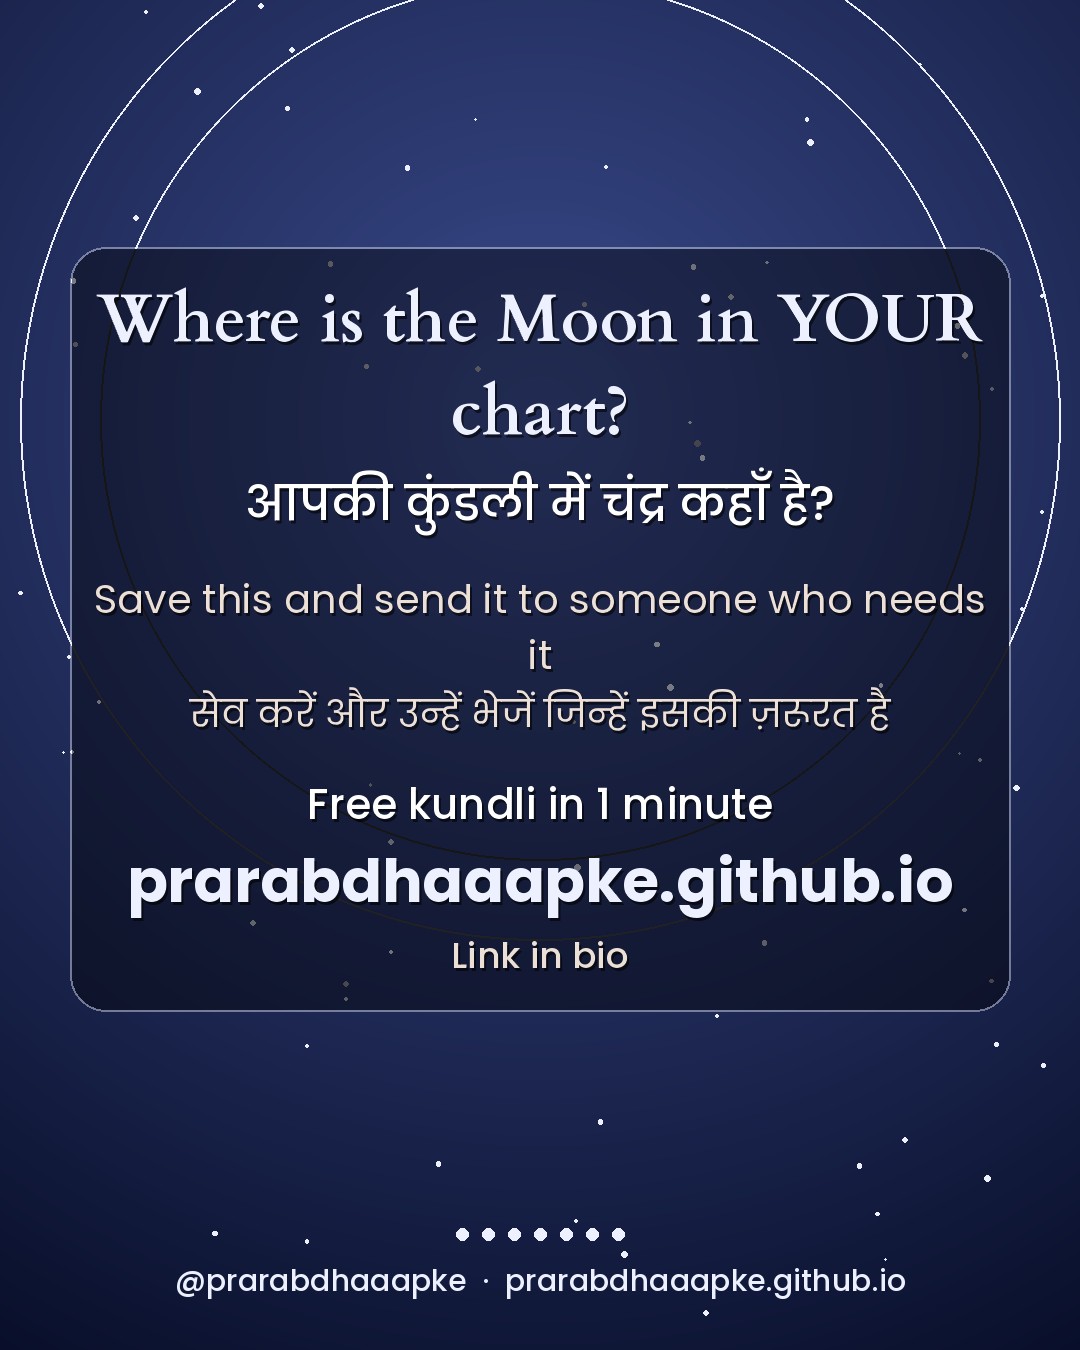 Where is the Moon in YOUR
chart?
आपकी कुंडली में चंद्र कहाँ है?
Save this and send it to someone who needs
it
सेव करें और उन्हें भेजें जिन्हें इसकी ज़रूरत है
Free kundli in 1 minute
prarabdhaaapke.github.io
Link in bio
@prarabdhaaapke · prarabdhaaapke.github.io